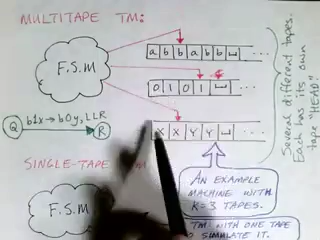 MULTITAPE TM:
F.S.M
a b b a b b ⊔ ...
0 1 0 1 ⊔ ...
X X Y Y ⊔ ...
b1x → b0y, LLR
Q
R
Several different tapes.
Each has its own
tape "HEAD"
SINGLE-TAPE
F.S.M
AN EXAMPLE
MACHINE WITH
K=3 TAPES.
TM WITH ONE TAPE
SIMULATE IT.